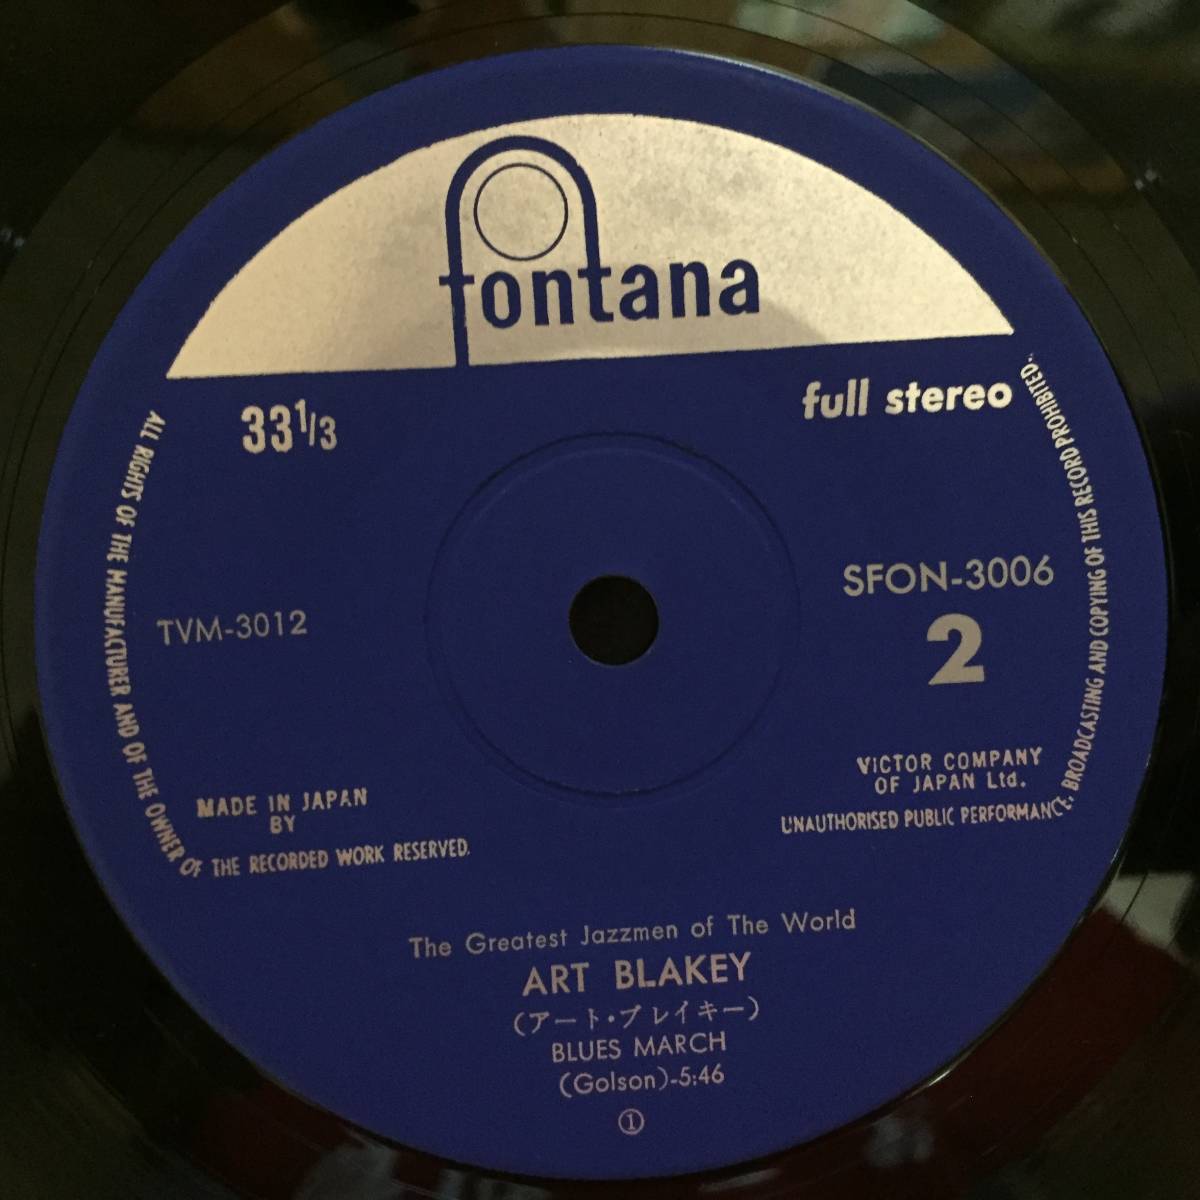 fontana
33 1/3
full stereo
SFON-3006
TVM-3012
2
VICTOR COMPANY
OF JAPAN Ltd.
MADE IN JAPAN
BY
ALL RIGHTS OF THE MANUFACTURER AND OF THE OWNER OF THE RECORDED WORK RESERVED.
UNAUTHORISED PUBLIC PERFORMANCE, BROADCASTING AND COPYING OF THIS RECORD PROHIBITED.
The Greatest Jazzmen of The World
ART BLAKEY
(アート・ブレイキー)
BLUES MARCH
(Golson)-5:46
①